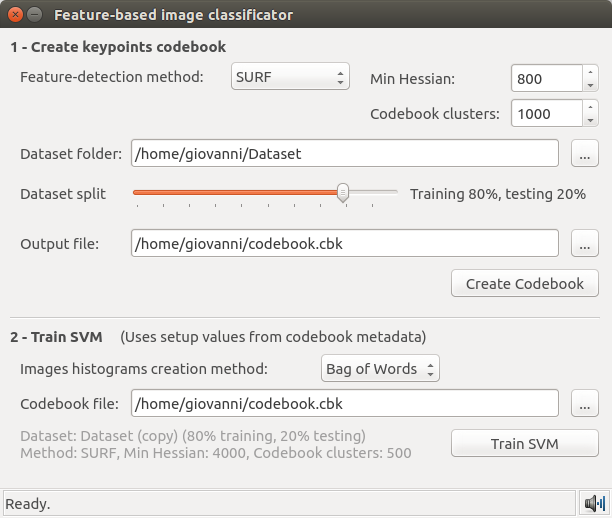 Feature-based image classificator
1 - Create keypoints codebook
Feature-detection method: SURF Min Hessian: 800
Codebook clusters: 1000
Dataset folder: /home/giovanni/Dataset ...
Dataset split Training 80%, testing 20%
Output file: /home/giovanni/codebook.cbk ...
Create Codebook
2 - Train SVM (Uses setup values from codebook metadata)
Images histograms creation method: Bag of Words
Codebook file: /home/giovanni/codebook.cbk ...
Dataset: Dataset (copy) (80% training, 20% testing)
Method: SURF, Min Hessian: 4000, Codebook clusters: 500
Train SVM
Ready.